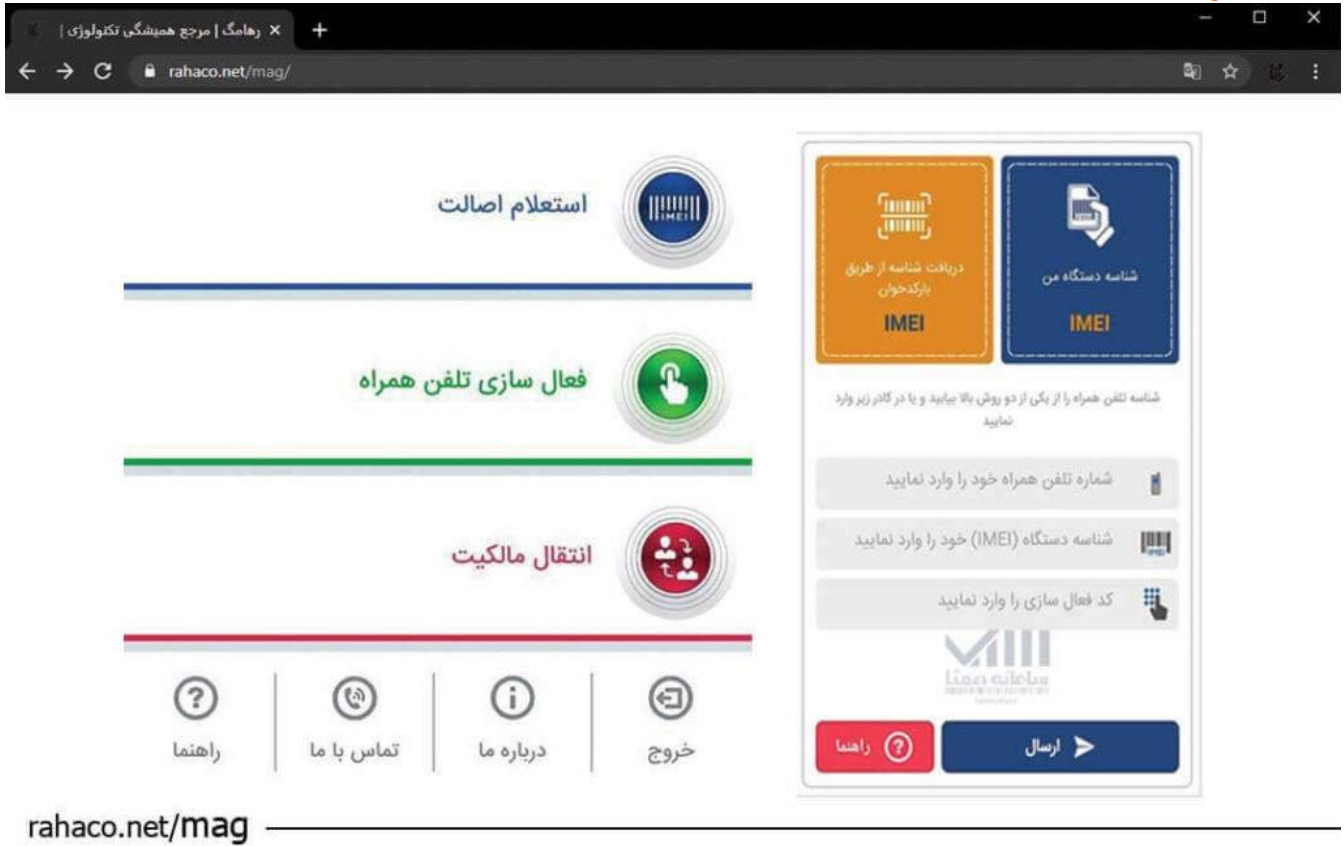 رهامگ | مرجع همیشگی تکنولوژی |
rahaco.net/mag/
استعلام اصالت
فعال سازی تلفن همراه
انتقال مالکیت
خروج
درباره ما
تماس با ما
راهنما
شناسه دستگاه من
IMEI
دریافت شناسه از طریق
بارکدخوان
IMEI
شناسه تلفن همراه را از یکی از دو روش بالا بیابید و یا در کادر زیر وارد
نمایید
شماره تلفن همراه خود را وارد نمایید
شناسه دستگاه (IMEI) خود را وارد نمایید
کد فعال سازی را وارد نمایید
سامانه همتا
ارسال
راهنما
rahaco.net/mag